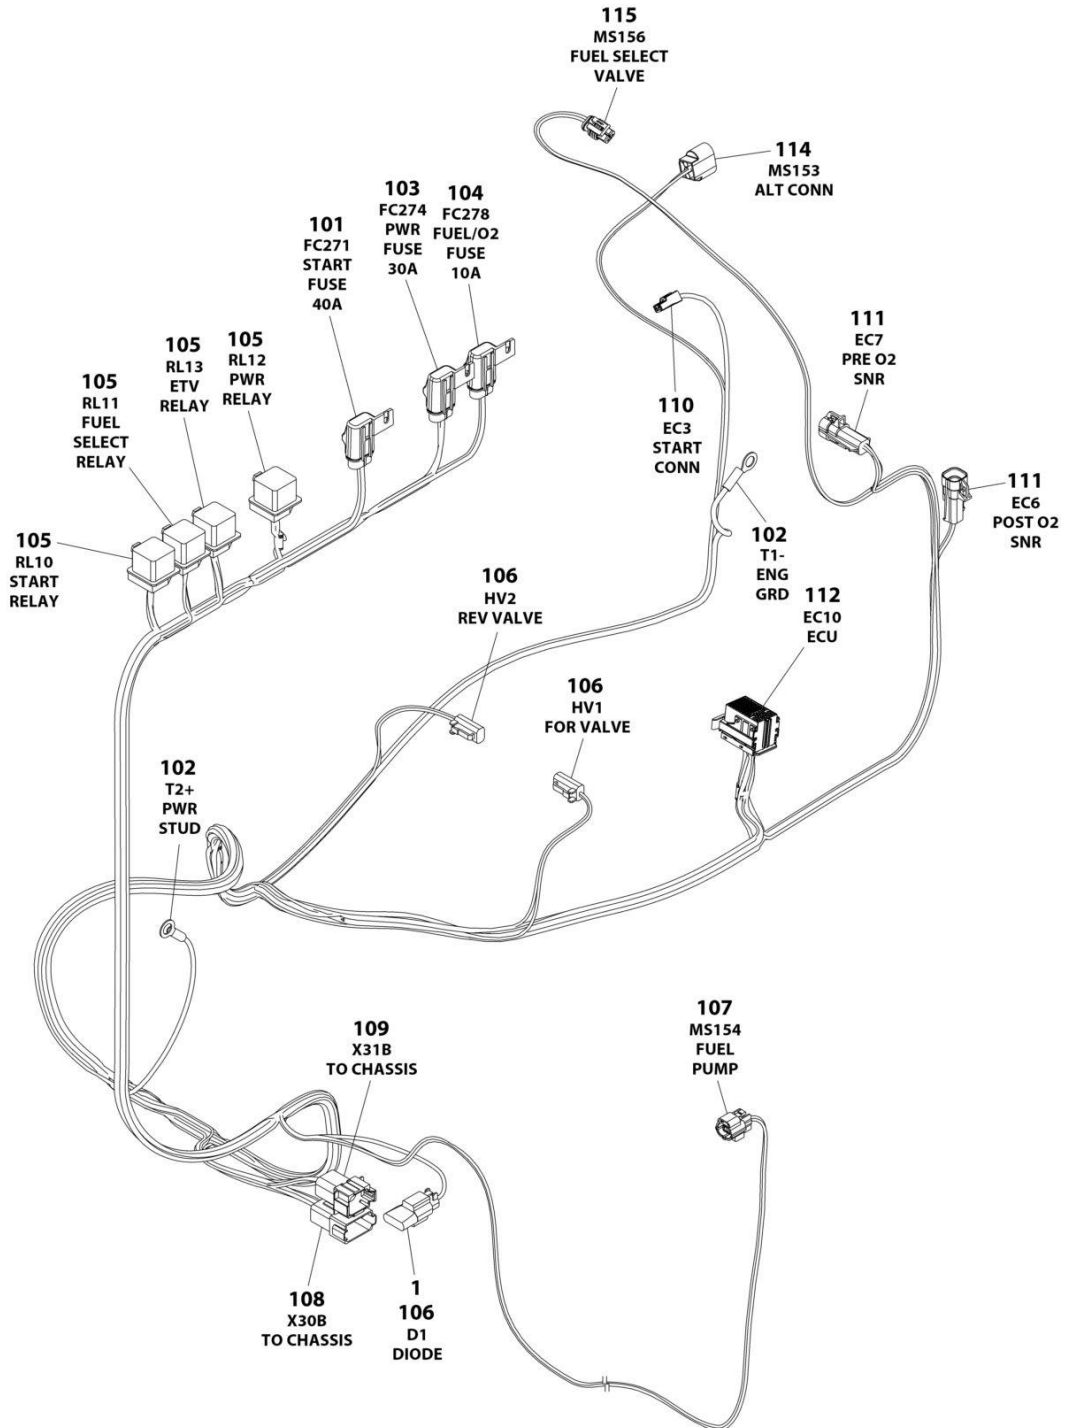 115
MS156
FUEL SELECT
VALVE
114
MS153
ALT CONN
103
FC274
PWR
FUSE
30A
104
FC278
FUEL/O2
FUSE
10A
101
FC271
START
FUSE
40A
105
RL12
PWR
RELAY
105
RL13
ETV
RELAY
105
RL11
FUEL
SELECT
RELAY
105
RL10
START
RELAY
111
EC7
PRE O2
SNR
110
EC3
START
CONN
111
EC6
POST O2
SNR
102
T1-
ENG
GRD
106
HV2
REV VALVE
112
EC10
ECU
106
HV1
FOR VALVE
102
T2+
PWR
STUD
107
MS154
FUEL
PUMP
109
X31B
TO CHASSIS
108
X30B
TO CHASSIS
1
106
D1
DIODE